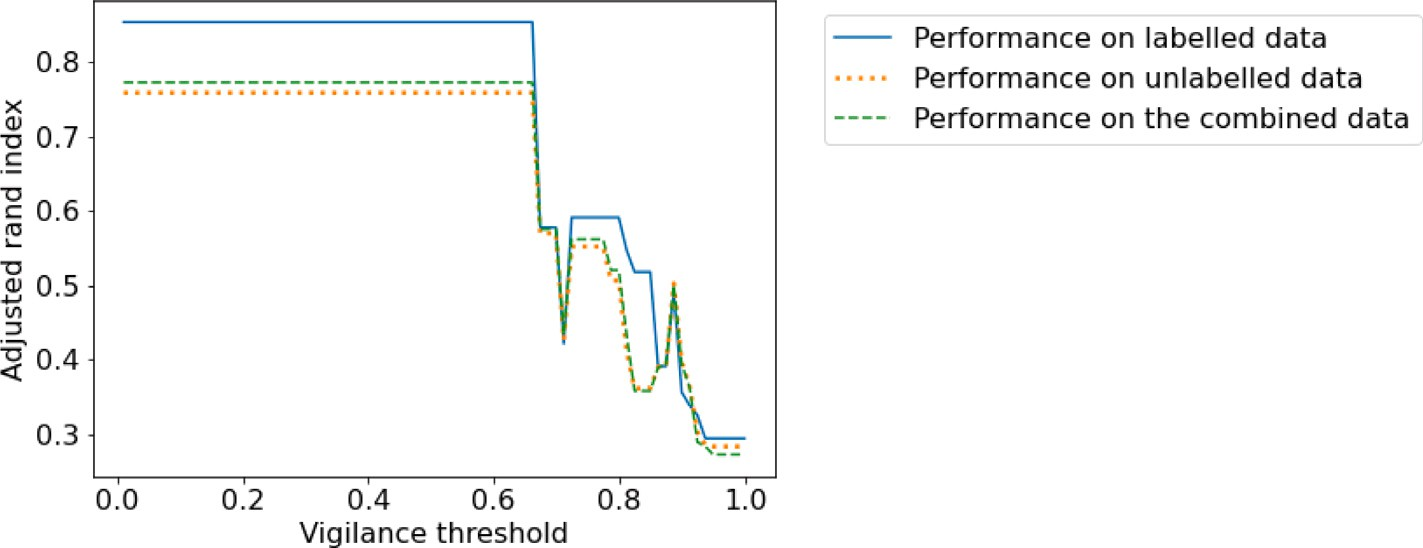 Adjusted rand index
0.8
0.7
0.6
0.5
0.4
0.3
0.0 0.2 0.4 0.6 0.8 1.0
Vigilance threshold
Performance on labelled data
Performance on unlabelled data
Performance on the combined data